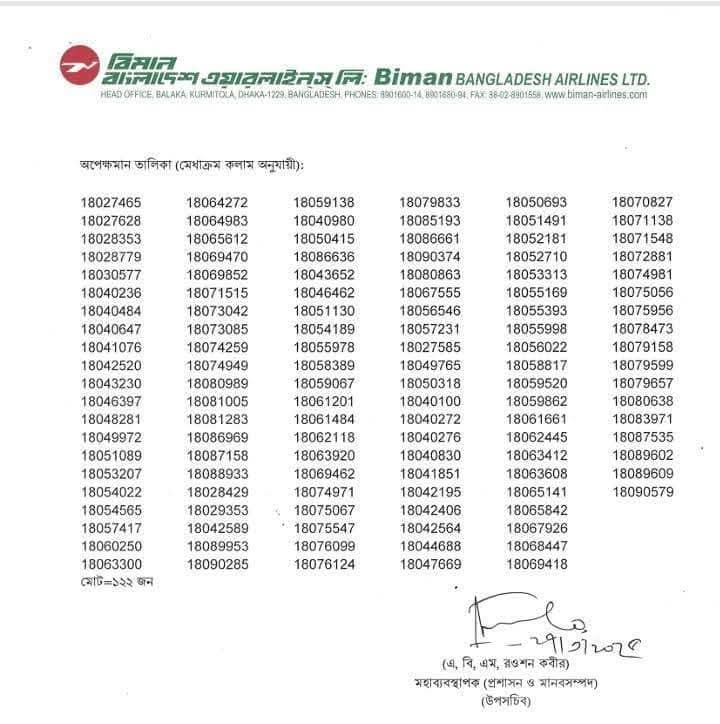 বিমান
বাংলাদেশ এয়ারলাইন্‌স্ লি: Biman BANGLADESH AIRLINES LTD.
HEAD OFFICE, BALAKA, KURMITOLA, DHAKA-1229, BANGLADESH, PHONES: 8901600-14, 8901680-94, FAX: 88-02-8901558, www.biman-airlines.com
অপেক্ষমান তালিকা (মেধাক্রম কলাম অনুযায়ী):
18027465 18064272 18059138 18079833 18050693 18070827
18027628 18064983 18040980 18085193 18051491 18071138
18028353 18065612 18050415 18086661 18052181 18071548
18028779 18069470 18086636 18090374 18052710 18072881
18030577 18069852 18043652 18080863 18053313 18074981
18040236 18071515 18046462 18067555 18055169 18075056
18040484 18073042 18051130 18056546 18055393 18075956
18040647 18073085 18054189 18057231 18055998 18078473
18041076 18074259 18055978 18027585 18056022 18079158
18042520 18074949 18058389 18049765 18058817 18079599
18043230 18080989 18059067 18050318 18059520 18079657
18046397 18081005 18061201 18040100 18059862 18080638
18048281 18081283 18061484 18040272 18061661 18083971
18049972 18086969 18062118 18040276 18062445 18087535
18051089 18087158 18063920 18040830 18063412 18089602
18053207 18088933 18069462 18041851 18063608 18089609
18054022 18028429 18074971 18042195 18065141 18090579
18054565 18029353 18075067 18042406 18065842
18057417 18042589 18075547 18042564 18067926
18060250 18089953 18076099 18044688 18068447
18063300 18090285 18076124 18047669 18069418
মোট=১২২ জন
(এ, বি, এম, রওশন কবীর)
মহাব্যবস্থাপক (প্রশাসন ও মানবসম্পদ)
(উপসচিব)